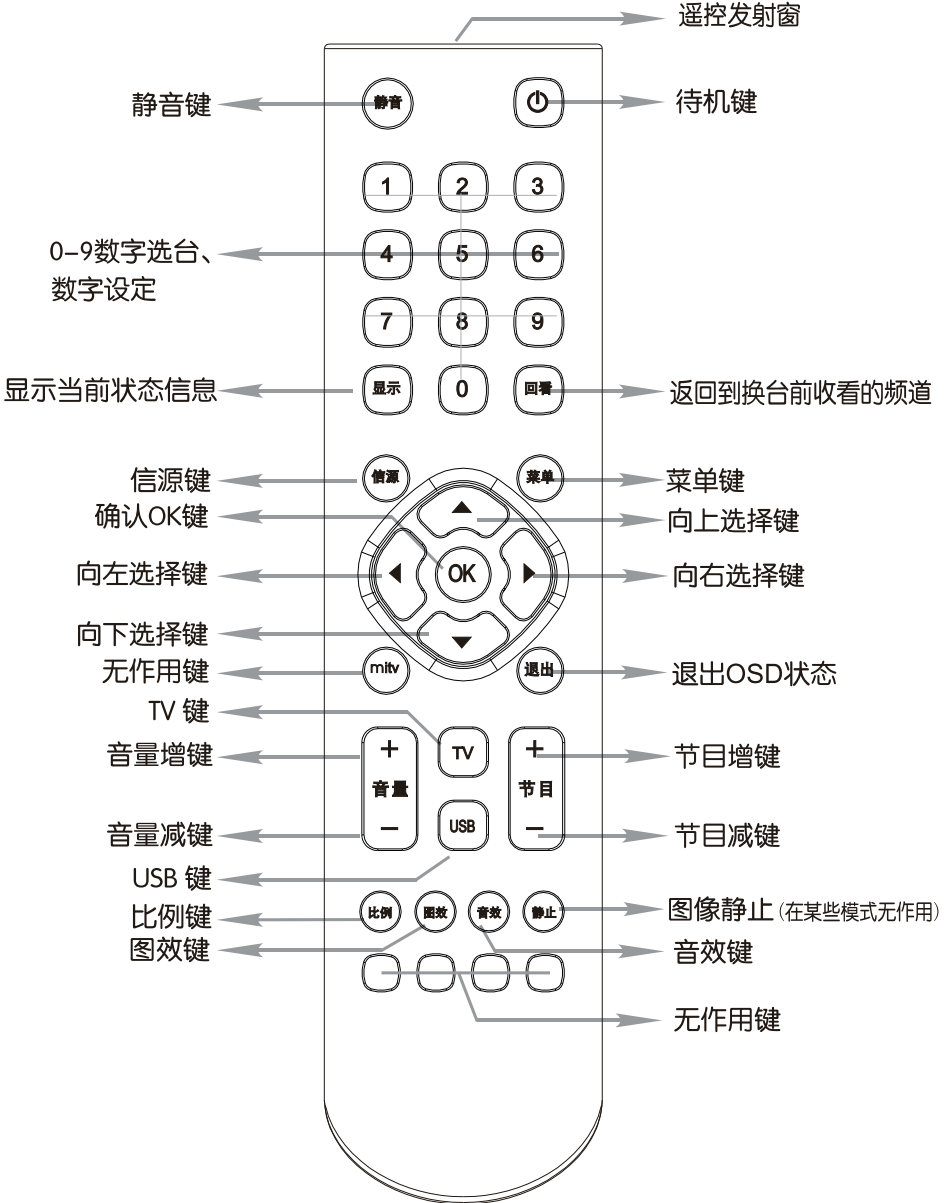 遥控发射窗
静音键
静音
待机键
1
2
3
0–9数字选台、
数字设定
4
5
6
7
8
9
显示当前状态信息
显示
0
回看
返回到换台前收看的频道
信源键
信源
菜单
菜单键
确认OK键
向上选择键
向左选择键
OK
向右选择键
向下选择键
无作用键
mitv
退出
退出OSD状态
TV 键
音量增键
+
音量
–
TV
+
节目
–
节目增键
音量减键
USB
节目减键
USB 键
比例键
比例
图效
音效
静止
图像静止(在某些模式无作用)
图效键
音效键
无作用键